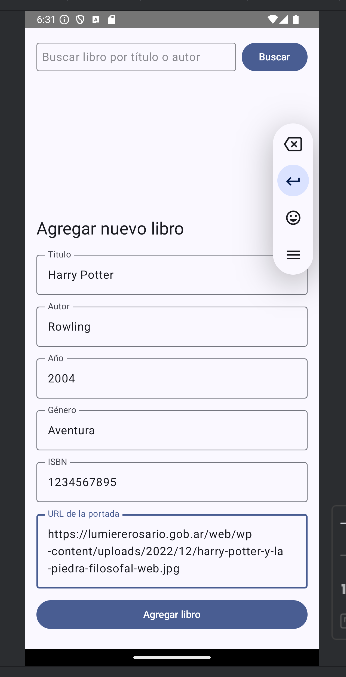 6:31
Buscar libro por título o autor
Buscar
Agregar nuevo libro
Título
Harry Potter
Autor
Rowling
Año
2004
Género
Aventura
ISBN
1234567895
URL de la portada
https://lumiererosario.gob.ar/web/wp
-content/uploads/2022/12/harry-potter-y-la
-piedra-filosofal-web.jpg
Agregar libro